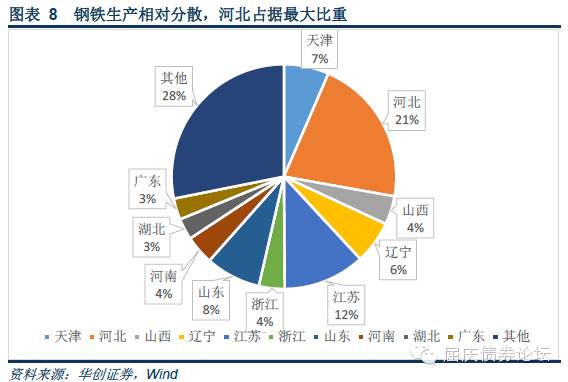 图表 8 钢铁生产相对分散，河北占据最大比重
天津
7%
河北
21%
山西
4%
辽宁
6%
江苏
12%
浙江
4%
山东
8%
河南
4%
湖北
3%
广东
3%
其他
28%
天津 河北 山西 辽宁 江苏 浙江 山东 河南 湖北 广东 其他
屈庆债券论坛
资料来源：华创证券，Wind